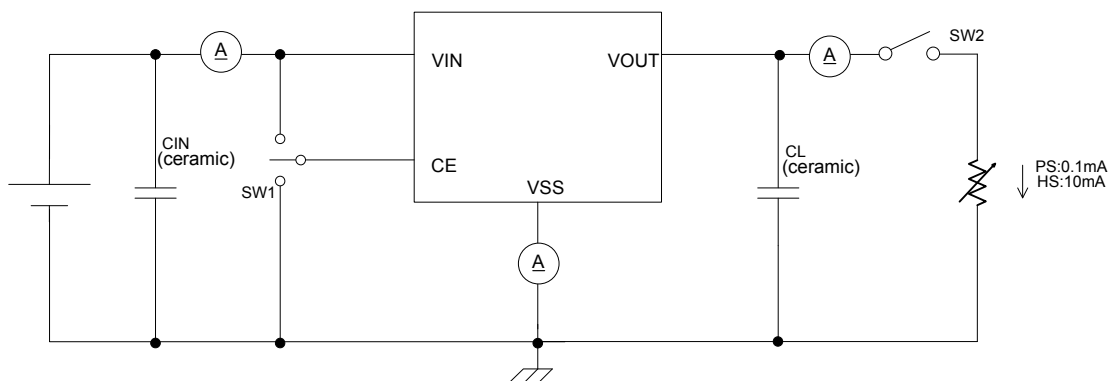 A
A
SW2
VIN
VOUT
CIN
(ceramic)
CL
(ceramic)
CE
SW1
VSS
PS:0.1mA
HS:10mA
A